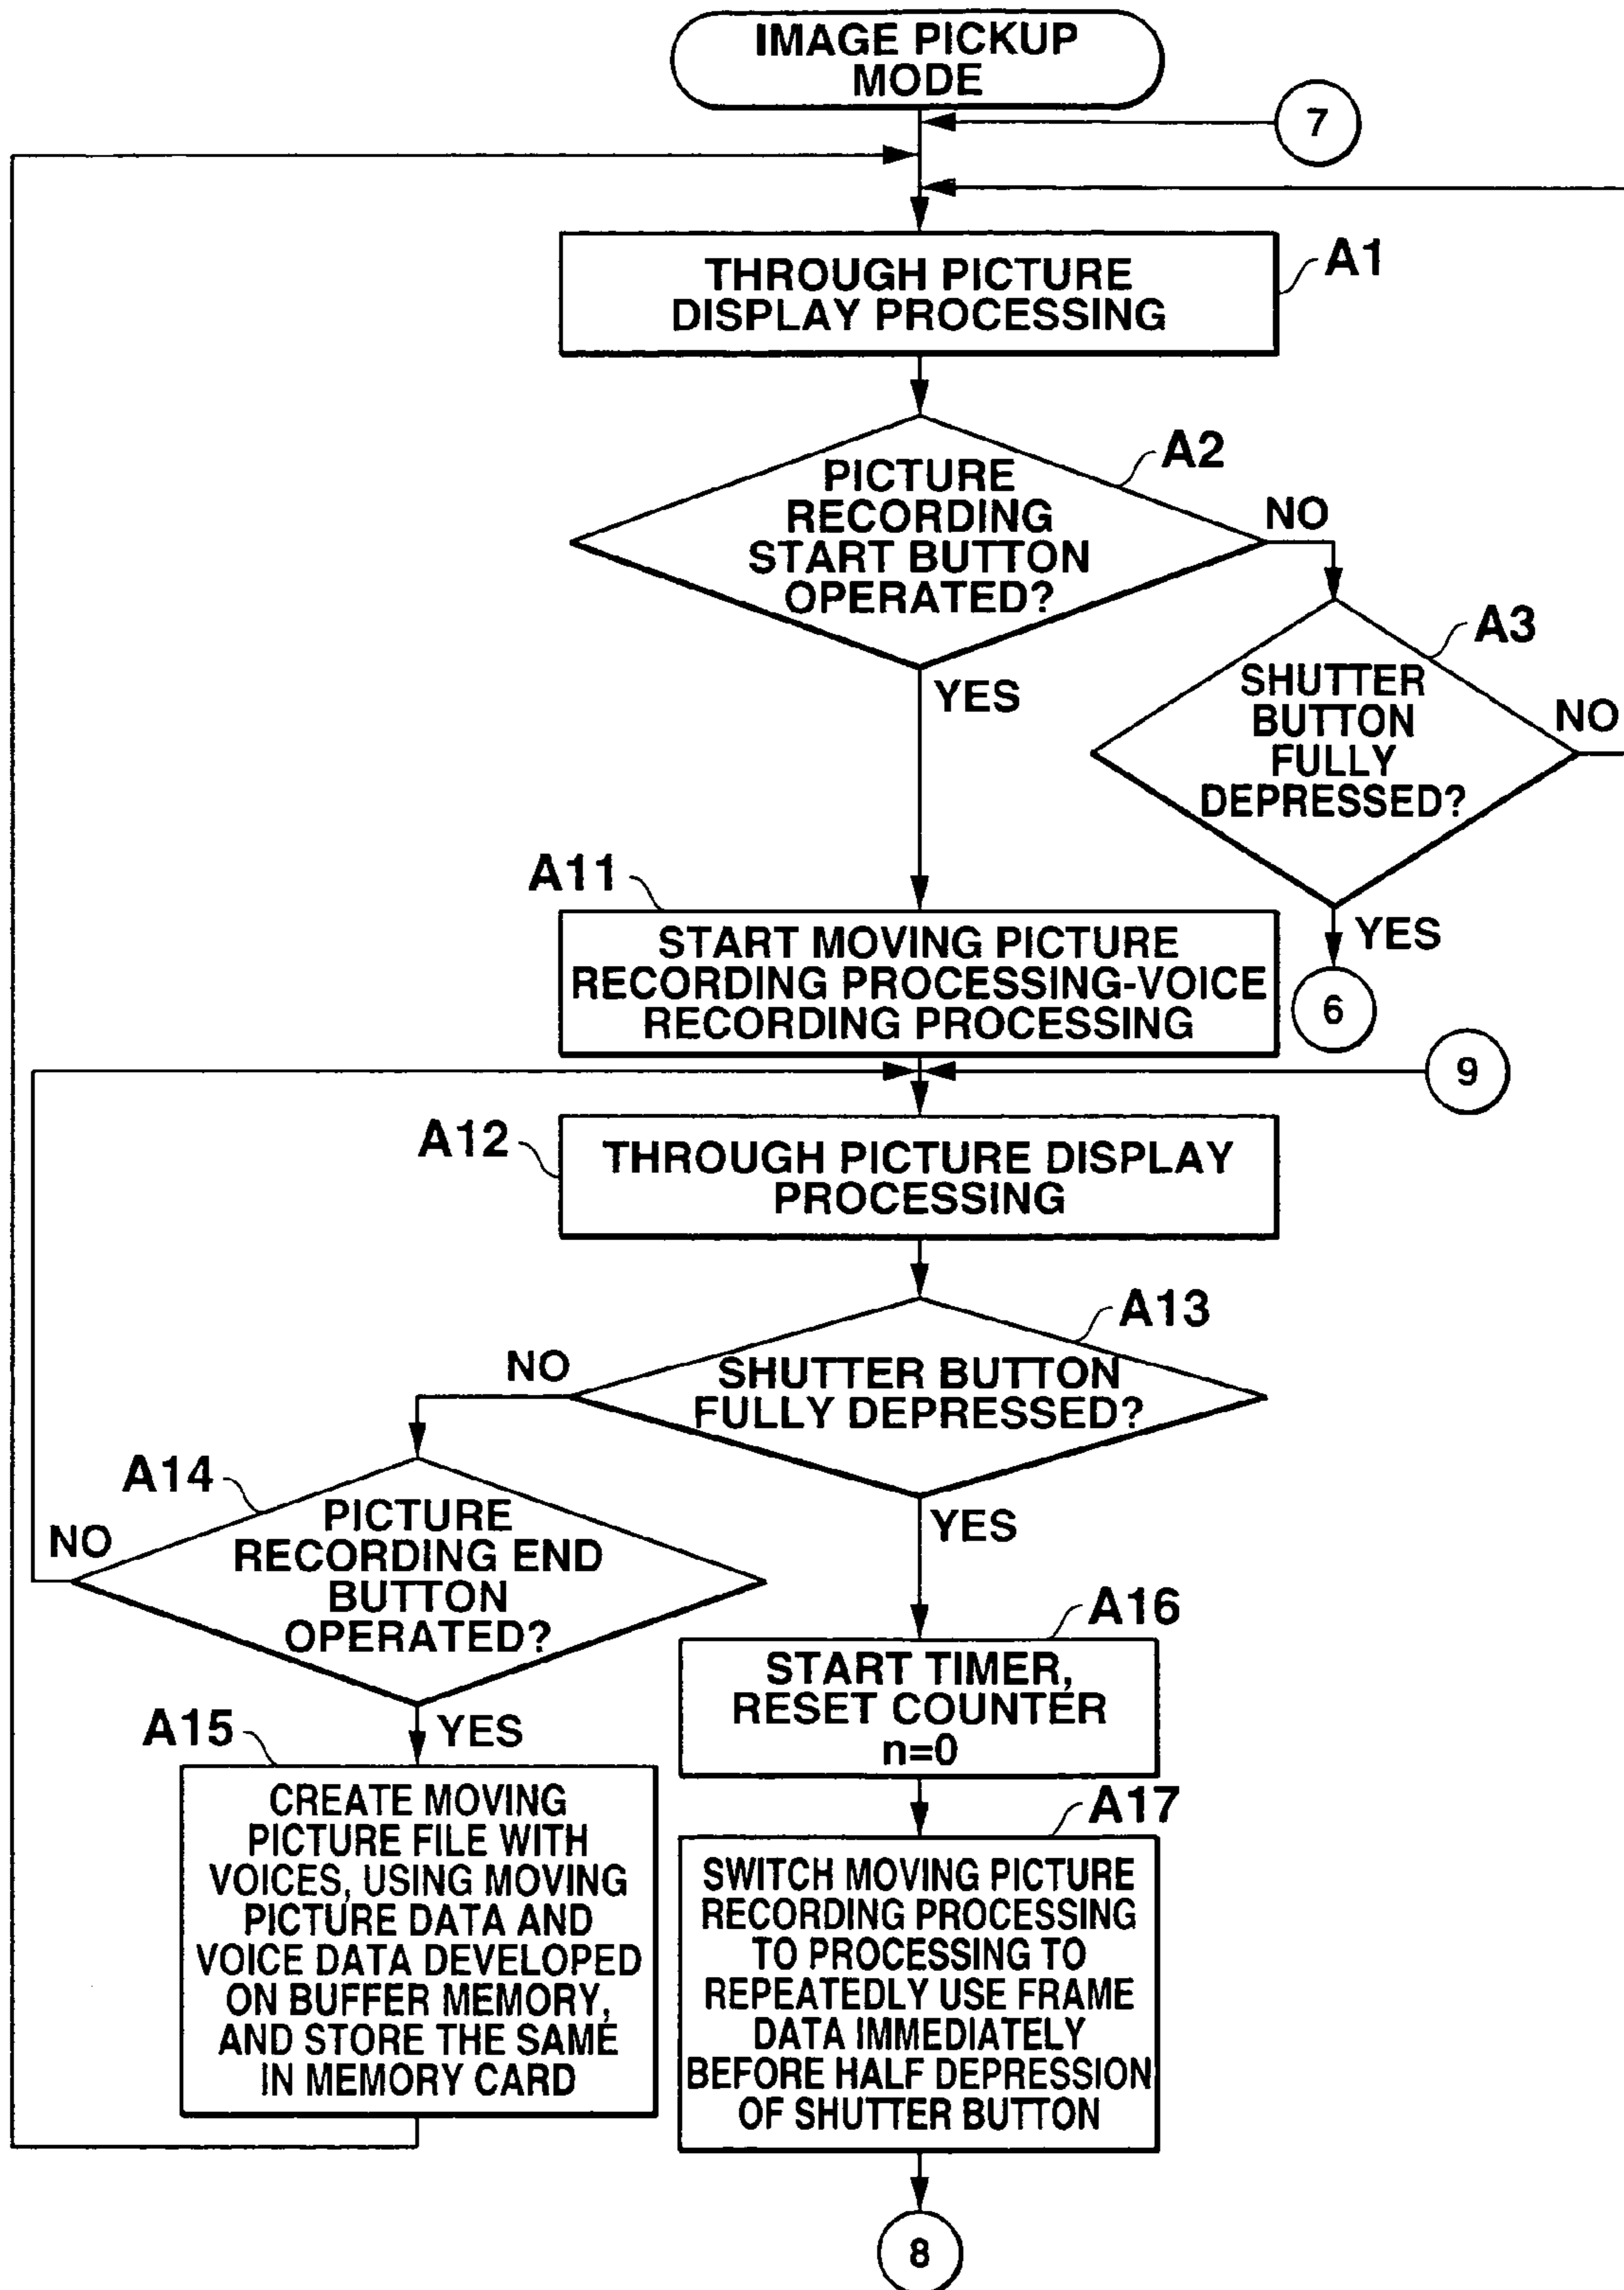 IMAGE PICKUP
MODE
7
A1
THROUGH PICTURE
DISPLAY PROCESSING
A2
PICTURE
RECORDING
START BUTTON
OPERATED?
NO
YES
A3
SHUTTER
BUTTON
FULLY
DEPRESSED?
NO
YES
6
A11
START MOVING PICTURE
RECORDING PROCESSING-VOICE
RECORDING PROCESSING
9
A12
THROUGH PICTURE DISPLAY
PROCESSING
A13
SHUTTER BUTTON
FULLY DEPRESSED?
NO
YES
A14
PICTURE
RECORDING END
BUTTON
OPERATED?
NO
YES
A15
CREATE MOVING
PICTURE FILE WITH
VOICES, USING MOVING
PICTURE DATA AND
VOICE DATA DEVELOPED
ON BUFFER MEMORY,
AND STORE THE SAME
IN MEMORY CARD
A16
START TIMER,
RESET COUNTER
n=0
A17
SWITCH MOVING PICTURE
RECORDING PROCESSING
TO PROCESSING TO
REPEATEDLY USE FRAME
DATA IMMEDIATELY
BEFORE HALF DEPRESSION
OF SHUTTER BUTTON
8